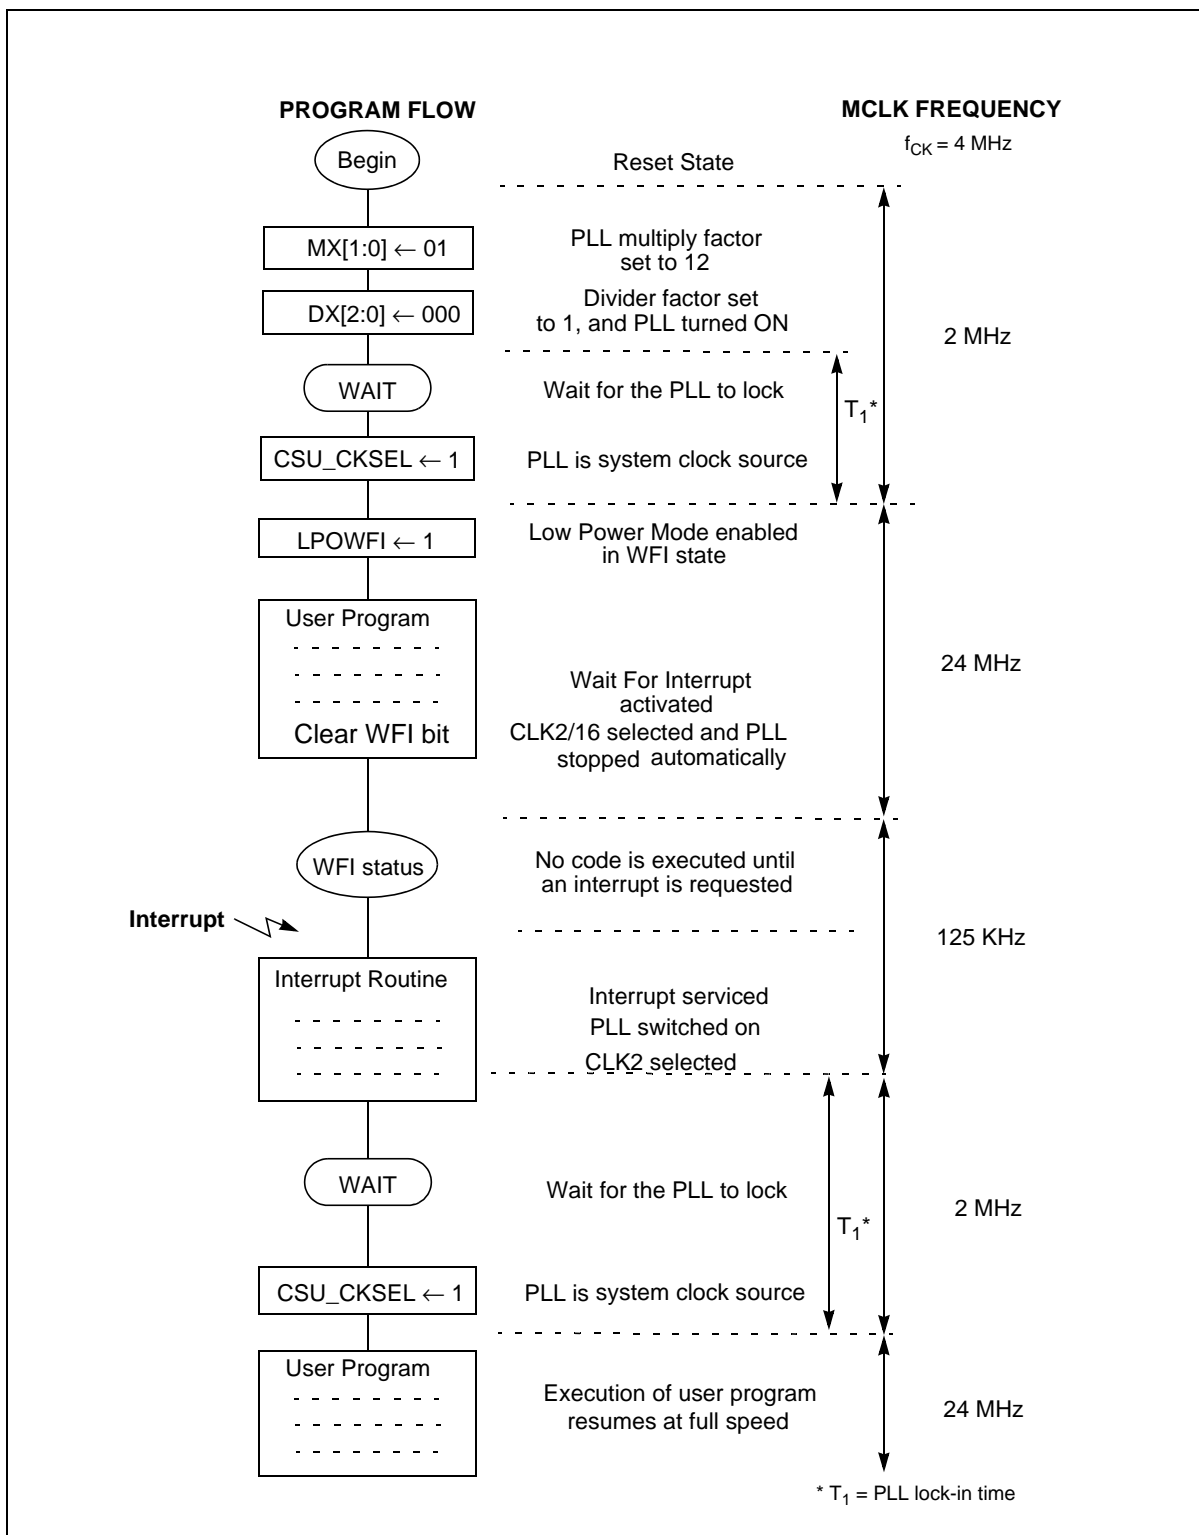 PROGRAM FLOW
MCLK FREQUENCY
f_CK = 4 MHz
Begin
Reset State
MX[1:0] ← 01
PLL multiply factor
set to 12
DX[2:0] ← 000
Divider factor set
to 1, and PLL turned ON
2 MHz
WAIT
Wait for the PLL to lock
T_1*
CSU_CKSEL ← 1
PLL is system clock source
LPOWFI ← 1
Low Power Mode enabled
in WFI state
User Program
Clear WFI bit
Wait For Interrupt
activated
CLK2/16 selected and PLL
stopped automatically
24 MHz
WFI status
No code is executed until
an interrupt is requested
Interrupt
125 KHz
Interrupt Routine
Interrupt serviced
PLL switched on
CLK2 selected
WAIT
Wait for the PLL to lock
T_1*
2 MHz
CSU_CKSEL ← 1
PLL is system clock source
User Program
Execution of user program
resumes at full speed
24 MHz
* T_1 = PLL lock-in time